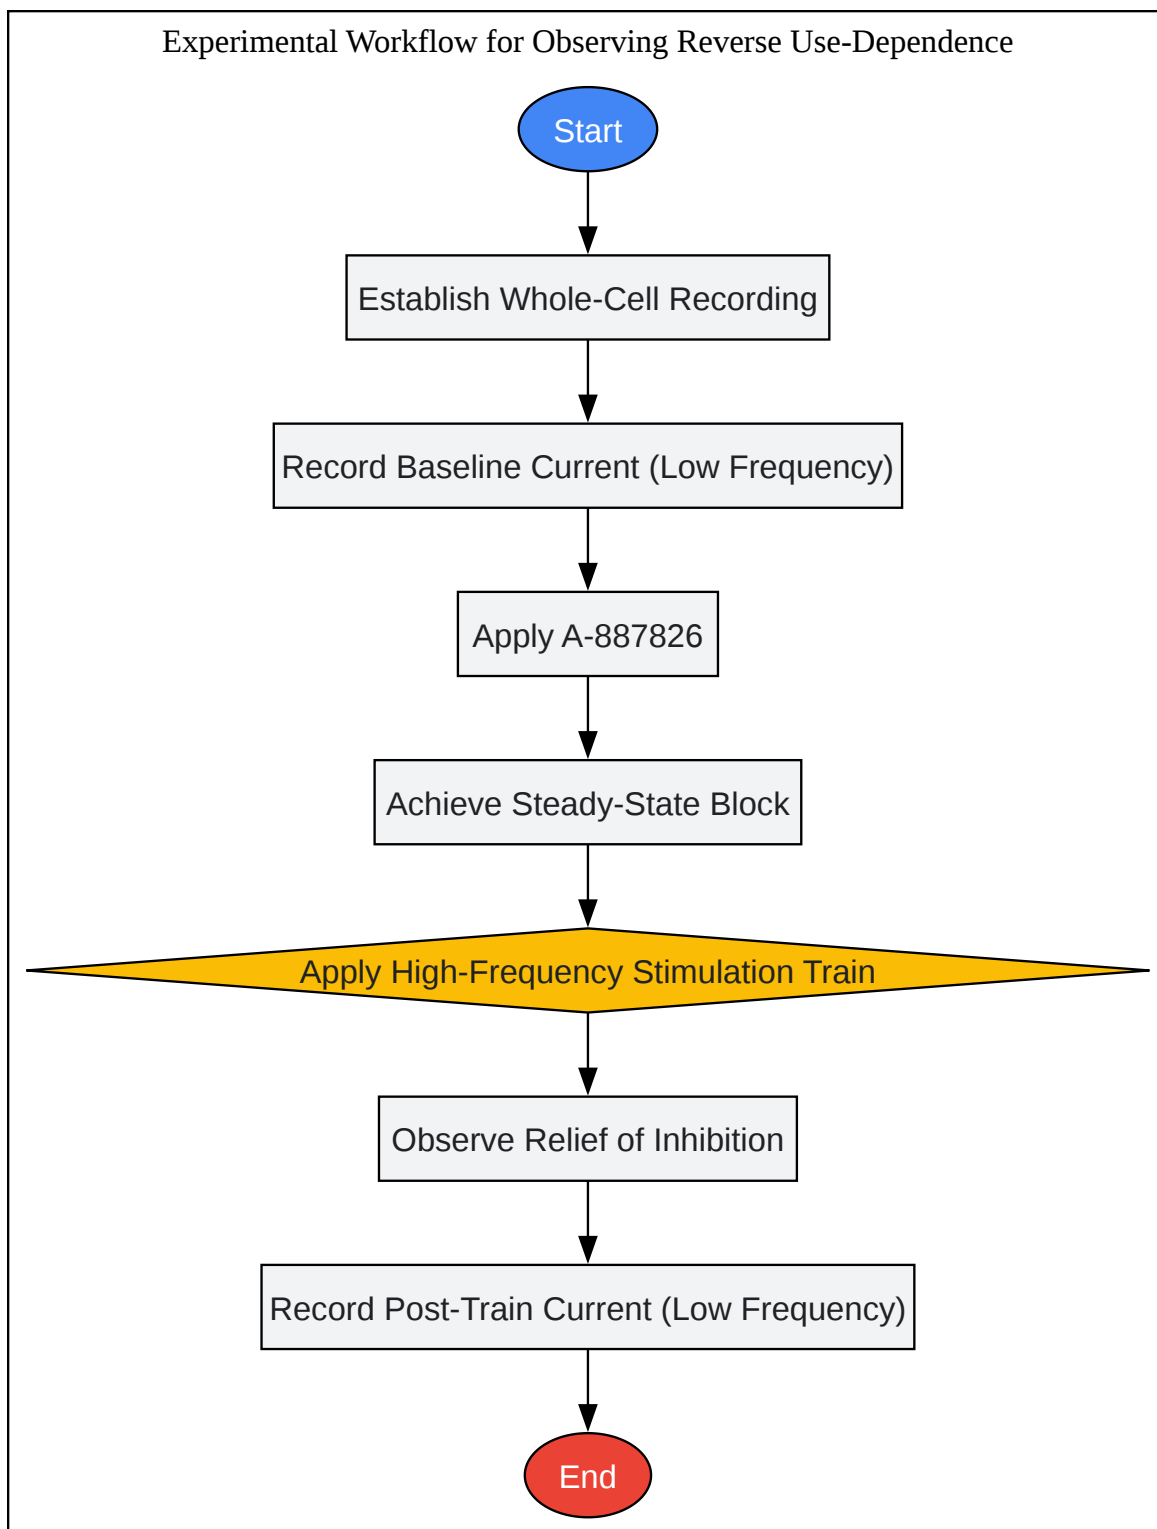 Experimental Workflow for Observing Reverse Use-Dependence
Start
Establish Whole-Cell Recording
Record Baseline Current (Low Frequency)
Apply A-887826
Achieve Steady-State Block
Apply High-Frequency Stimulation Train
Observe Relief of Inhibition
Record Post-Train Current (Low Frequency)
End